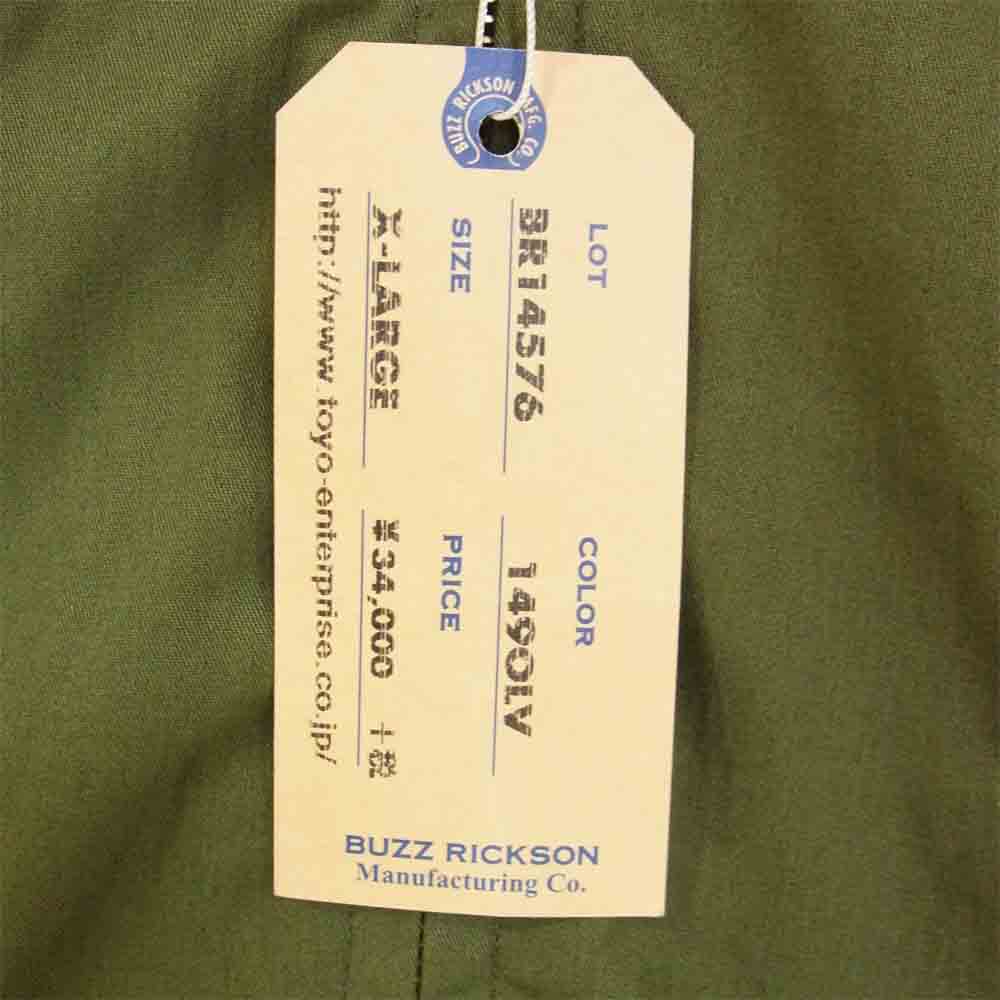 BUZZ RICKSON MFG. CO.
LOT
BR14576
COLOR
149OLV
SIZE
X-LARGE
PRICE
¥34,000 +税
http://www.toyo-enterprise.co.jp/
BUZZ RICKSON
Manufacturing Co.